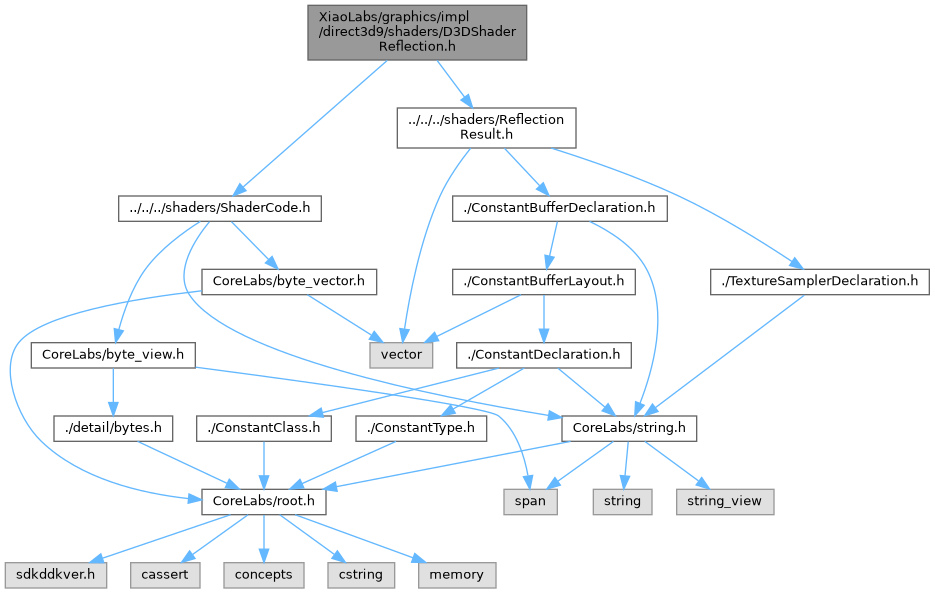 XiaoLabs/graphics/impl
/direct3d9/shaders/D3DShader
Reflection.h
../../../shaders/Reflection
Result.h
../../../shaders/ShaderCode.h
./ConstantBufferDeclaration.h
CoreLabs/byte_vector.h
./ConstantBufferLayout.h
./TextureSamplerDeclaration.h
CoreLabs/byte_view.h
vector
./ConstantDeclaration.h
./detail/bytes.h
./ConstantClass.h
./ConstantType.h
CoreLabs/string.h
CoreLabs/root.h
span
string
string_view
sdkddkver.h
cassert
concepts
cstring
memory